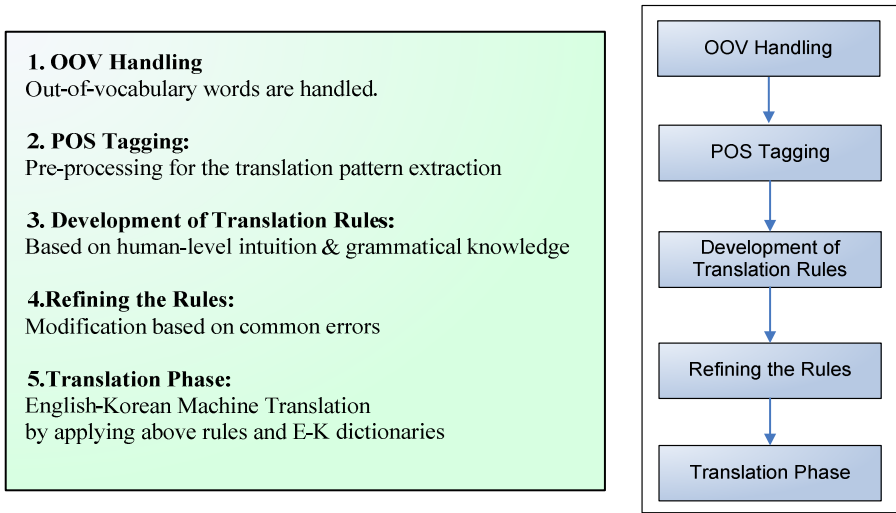 1. OOV Handling
Out-of-vocabulary words are handled.
2. POS Tagging:
Pre-processing for the translation pattern extraction
3. Development of Translation Rules:
Based on human-level intuition & grammatical knowledge
4.Refining the Rules:
Modification based on common errors
5.Translation Phase:
English-Korean Machine Translation
by applying above rules and E-K dictionaries
OOV Handling
POS Tagging
Development of
Translation Rules
Refining the Rules
Translation Phase